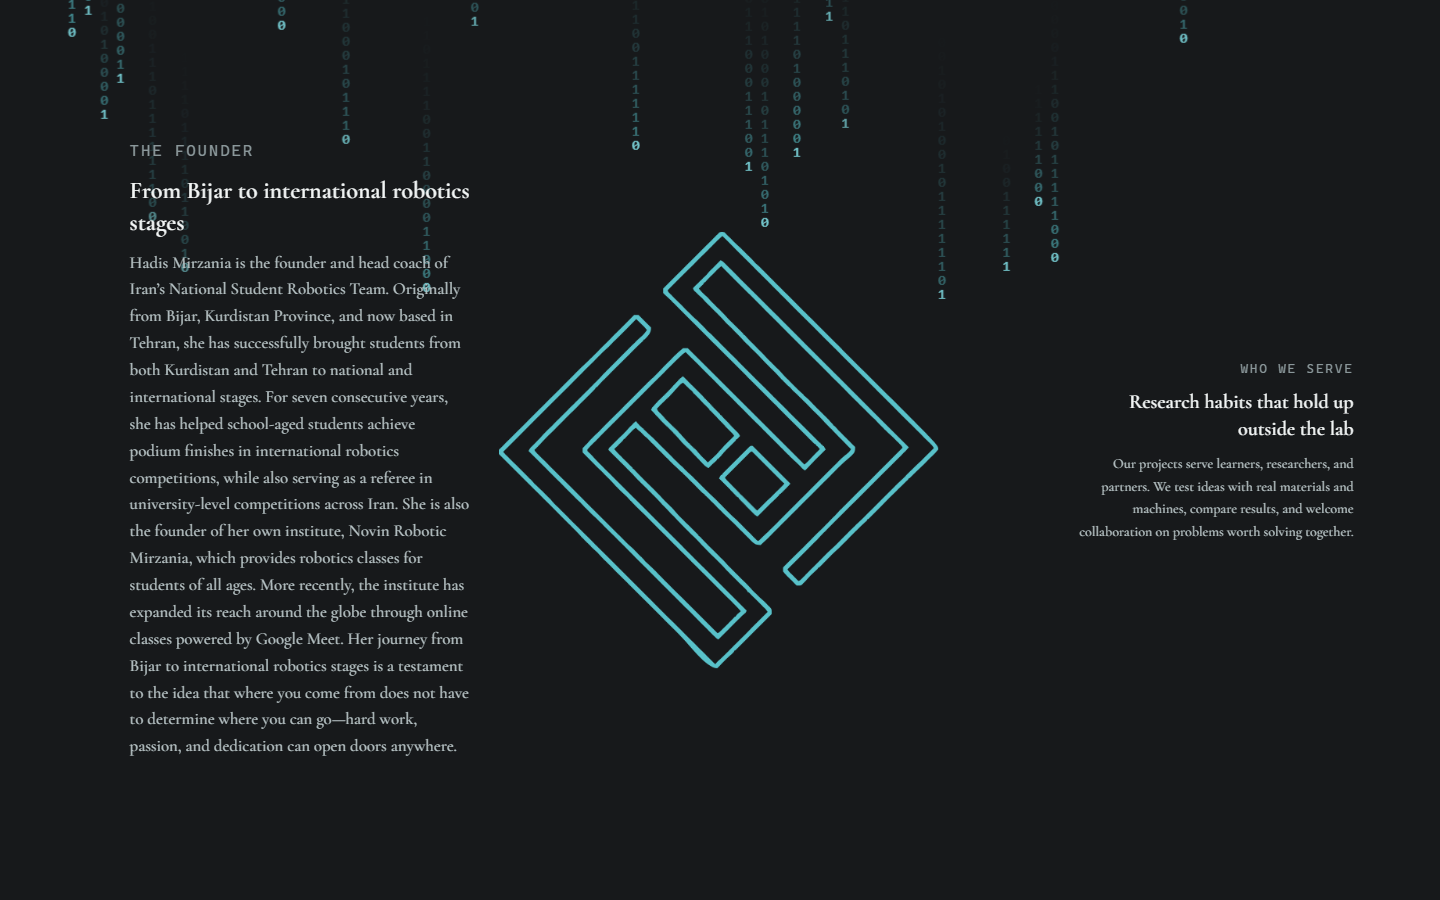 THE FOUNDER
From Bijar to international robotics
stages
Hadis Mirzania is the founder and head coach of
Iran’s National Student Robotics Team. Originally
from Bijar, Kurdistan Province, and now based in
Tehran, she has successfully brought students from
both Kurdistan and Tehran to national and
international stages. For seven consecutive years,
she has helped school-aged students achieve
podium finishes in international robotics
competitions, while also serving as a referee in
university-level competitions across Iran. She is also
the founder of her own institute, Novin Robotic
Mirzania, which provides robotics classes for
students of all ages. More recently, the institute has
expanded its reach around the globe through online
classes powered by Google Meet. Her journey from
Bijar to international robotics stages is a testament
to the idea that where you come from does not have
to determine where you can go—hard work,
passion, and dedication can open doors anywhere.
WHO WE SERVE
Research habits that hold up
outside the lab
Our projects serve learners, researchers, and
partners. We test ideas with real materials and
machines, compare results, and welcome
collaboration on problems worth solving together.